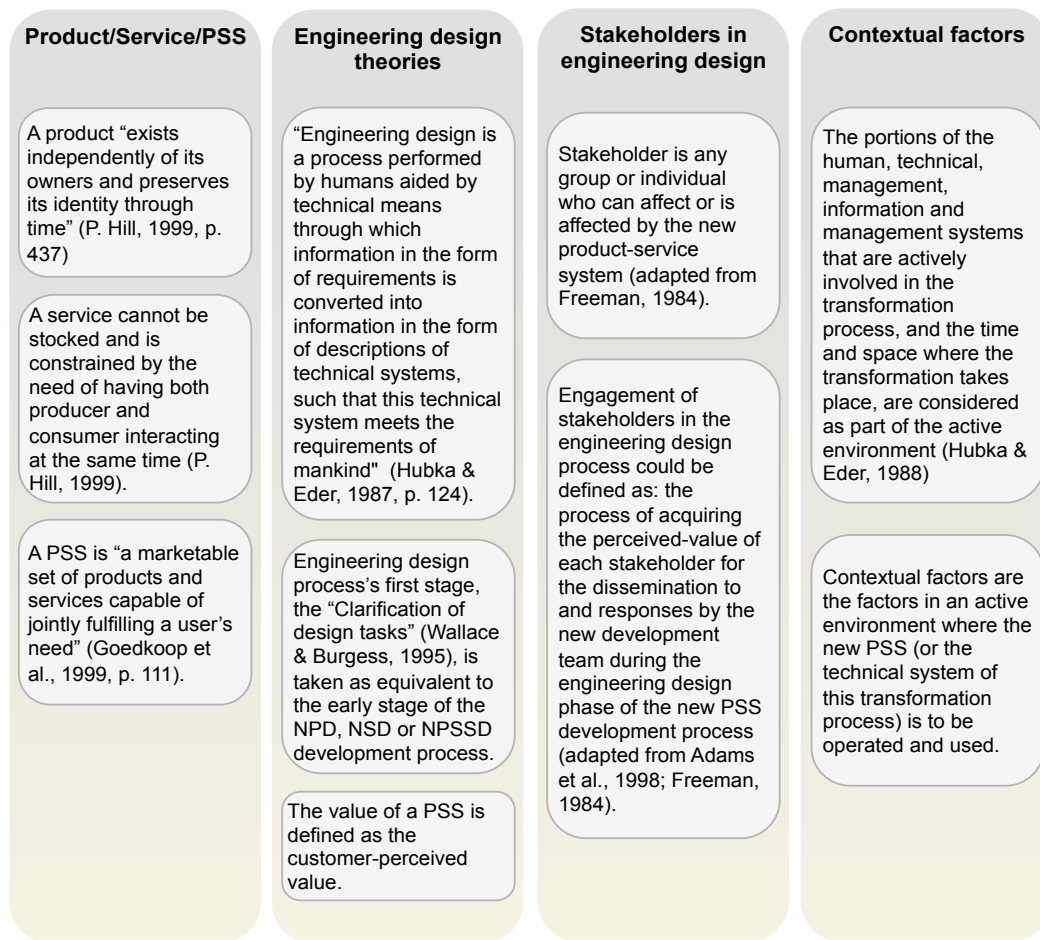 Product/Service/PSS
A product “exists
independently of its
owners and preserves
its identity through
time” (P. Hill, 1999, p.
437)
A service cannot be
stocked and is
constrained by the
need of having both
producer and
consumer interacting
at the same time (P.
Hill, 1999).
A PSS is “a marketable
set of products and
services capable of
jointly fulfilling a user’s
need” (Goedkoop et
al., 1999, p. 111).
Engineering design
theories
“Engineering design is
a process performed
by humans aided by
technical means
through which
information in the form
of requirements is
converted into
information in the form
of descriptions of
technical systems,
such that this technical
system meets the
requirements of
mankind" (Hubka &
Eder, 1987, p. 124).
Engineering design
process’s first stage,
the “Clarification of
design tasks” (Wallace
& Burgess, 1995), is
taken as equivalent to
the early stage of the
NPD, NSD or NPSSD
development process.
The value of a PSS is
defined as the
customer-perceived
value.
Stakeholders in
engineering design
Stakeholder is any
group or individual
who can affect or is
affected by the new
product-service
system (adapted from
Freeman, 1984).
Engagement of
stakeholders in the
engineering design
process could be
defined as: the
process of acquiring
the perceived-value of
each stakeholder for
the dissemination to
and responses by the
new development
team during the
engineering design
phase of the new PSS
development process
(adapted from Adams
et al., 1998; Freeman,
1984).
Contextual factors
The portions of the
human, technical,
management,
information and
management systems
that are actively
involved in the
transformation
process, and the time
and space where the
transformation takes
place, are considered
as part of the active
environment (Hubka &
Eder, 1988)
Contextual factors are
the factors in an active
environment where the
new PSS (or the
technical system of
this transformation
process) is to be
operated and used.